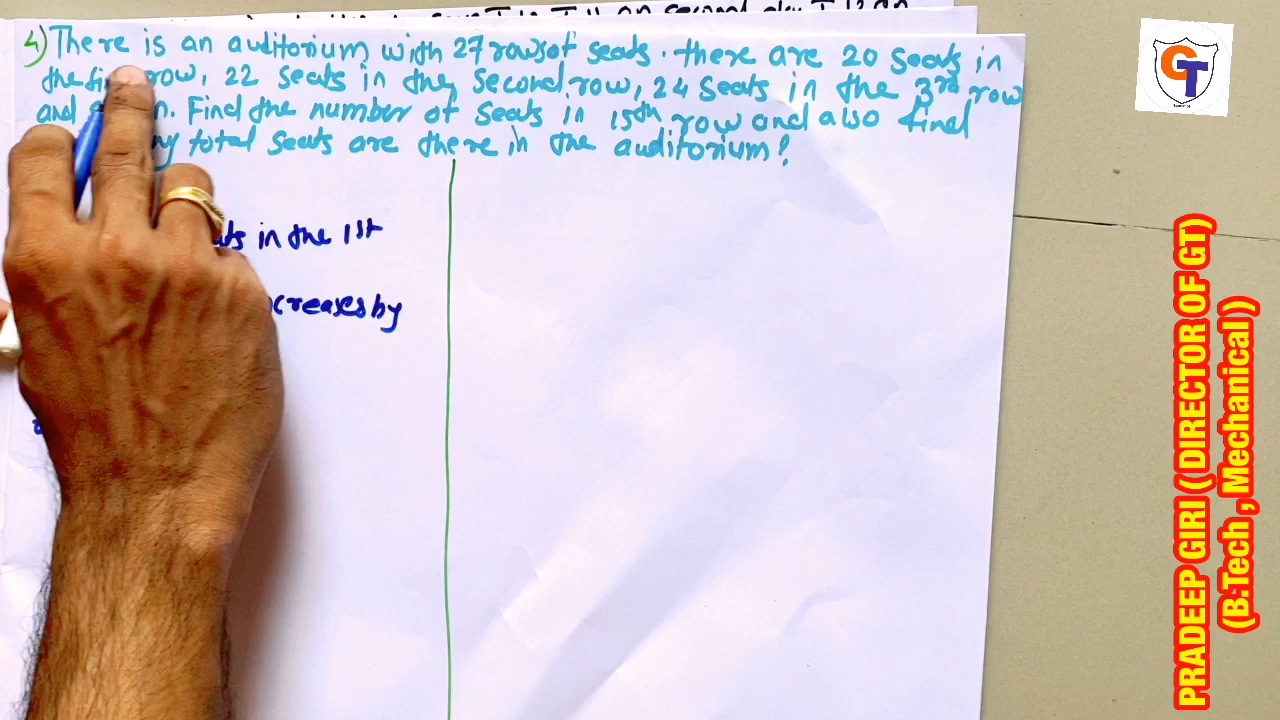 4) There is an auditorium with 27 rows of seats. there are 20 seats in
row, 22 seats in the second row, 24 seats in the 3rd row
and Find the number of seats in 15th row and also find
total seats are there in the auditorium?
in the 1st
creases by
GT
PRADEEP GIRI ( DIRECTOR OF GT)
(B.Tech , Mechanical )